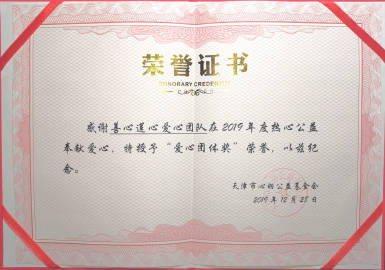 荣誉证书
HONORARY CREDENTIAL
感谢善心莲心爱心团队在2019年度热心公益
奉献爱心，特授予“爱心团体奖”荣誉，以兹纪
念。
天津市心羽公益基金会
2019年12月28日